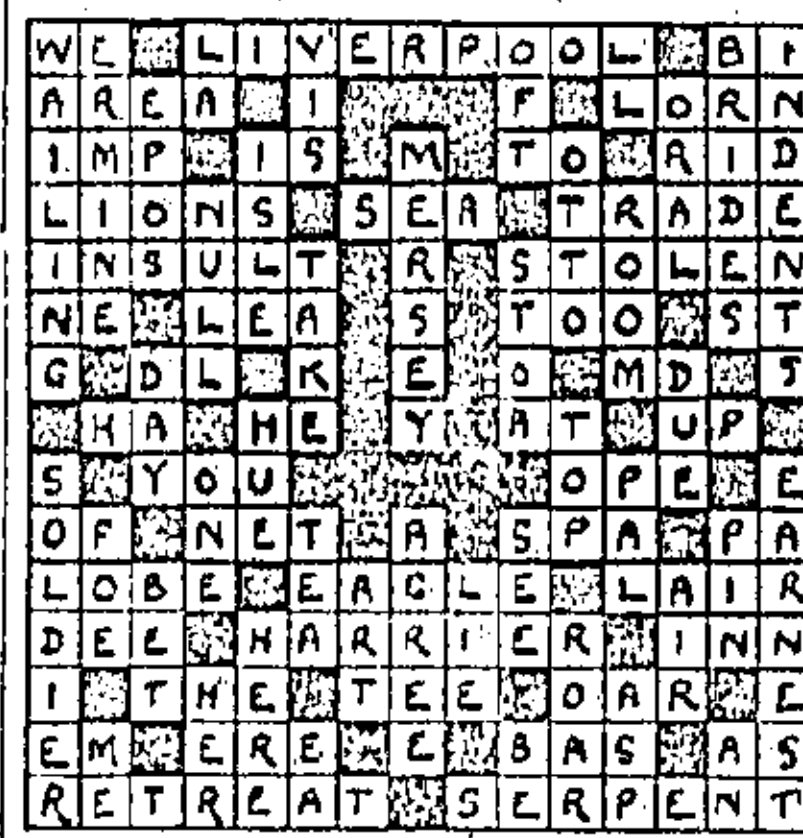 WE LIVERPOOL BI
AREA I F LORN
IMP IS M TO RID
LIONS SEA TRADE
INSULT R STOLEN
NE LEA S TOO ST
G DL K E O MD S
HA HE Y AT UP
S YOU OPE E
OF NET A SPA PA
LOBE EAGLE LAIR
DEE HARRIER INN
I THE TEE OAR E
EM ERE E BAS AS
RETREAT SERPENT